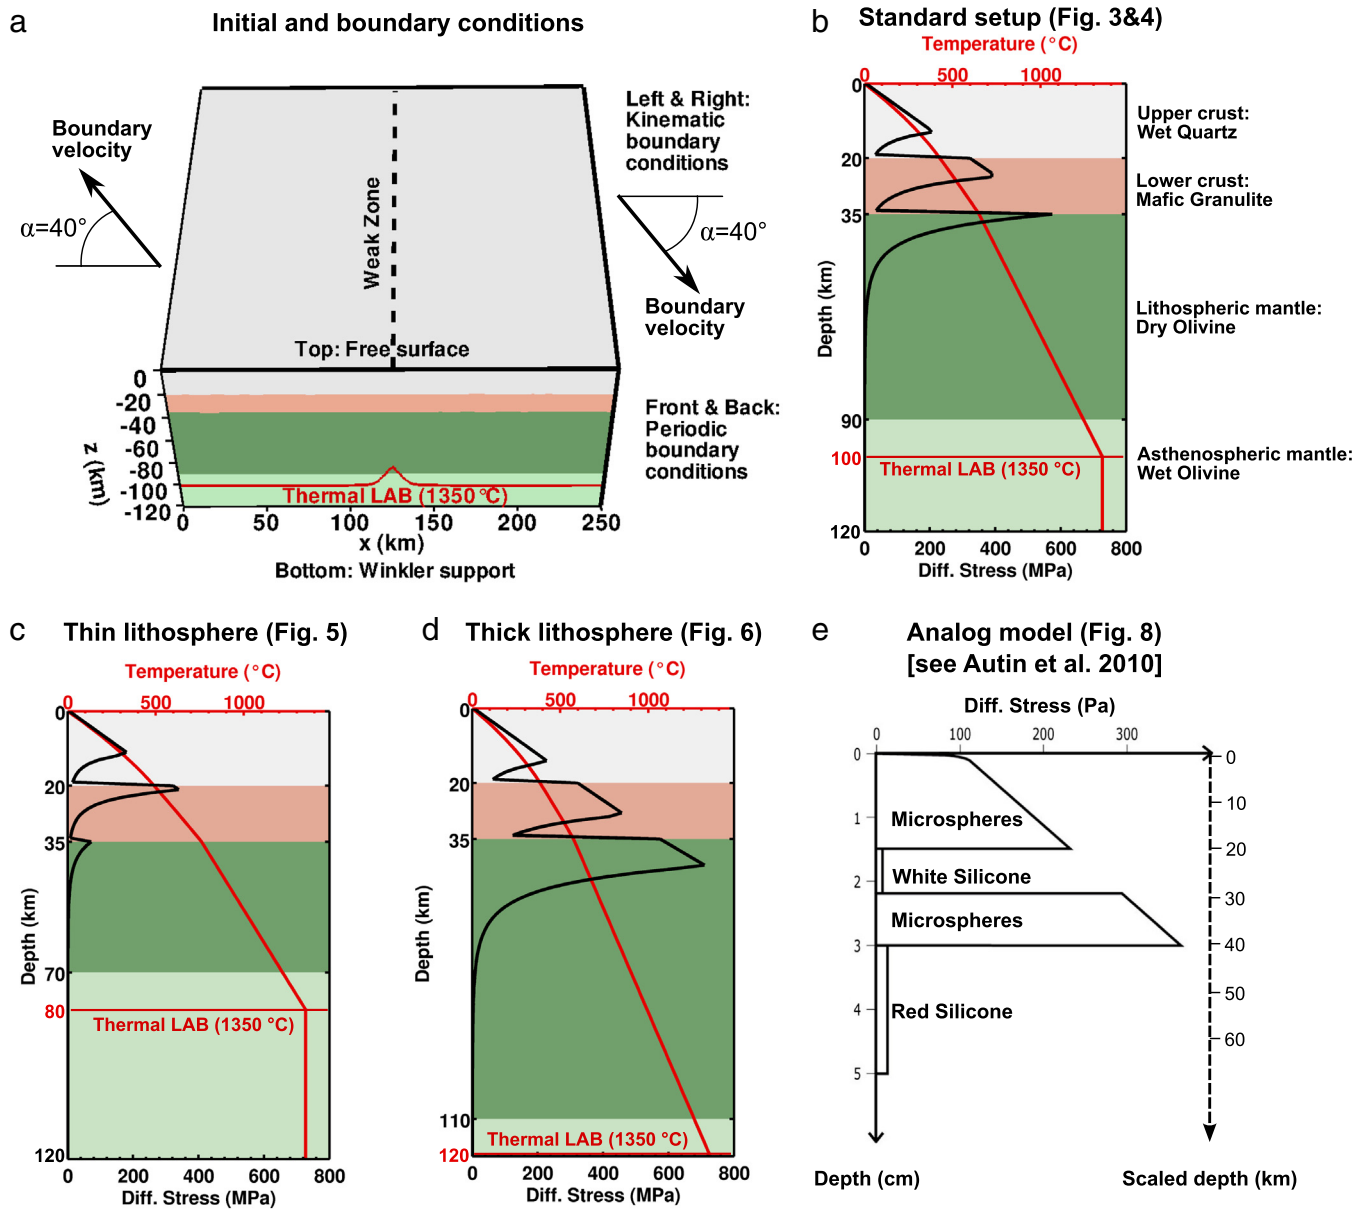 a
Initial and boundary conditions
Boundary
velocity
α=40°
Weak Zone
Top: Free surface
Left & Right:
Kinematic
boundary
conditions
α=40°
Boundary
velocity
Front & Back:
Periodic
boundary
conditions
0
-20
-40
-60
-80
-100
-120
z (km)
Thermal LAB (1350 °C)
0 50 100 150 200 250
x (km)
Bottom: Winkler support
b
Standard setup (Fig. 3&4)
Temperature (°C)
0 500 1000
0
20
35
90
100
120
Depth (km)
Thermal LAB (1350 °C)
0 200 400 600 800
Diff. Stress (MPa)
Upper crust:
Wet Quartz
Lower crust:
Mafic Granulite
Lithospheric mantle:
Dry Olivine
Asthenospheric mantle:
Wet Olivine
c
Thin lithosphere (Fig. 5)
Temperature (°C)
0 500 1000
0
20
35
70
80
120
Depth (km)
Thermal LAB (1350 °C)
0 200 400 600 800
Diff. Stress (MPa)
d
Thick lithosphere (Fig. 6)
Temperature (°C)
0 500 1000
0
20
35
110
120
Depth (km)
Thermal LAB (1350 °C)
0 200 400 600 800
Diff. Stress (MPa)
e
Analog model (Fig. 8)
[see Autin et al. 2010]
Diff. Stress (Pa)
0 100 200 300
0
1
2
3
4
5
Microspheres
White Silicone
Microspheres
Red Silicone
0
10
20
30
40
50
60
Depth (cm)
Scaled depth (km)